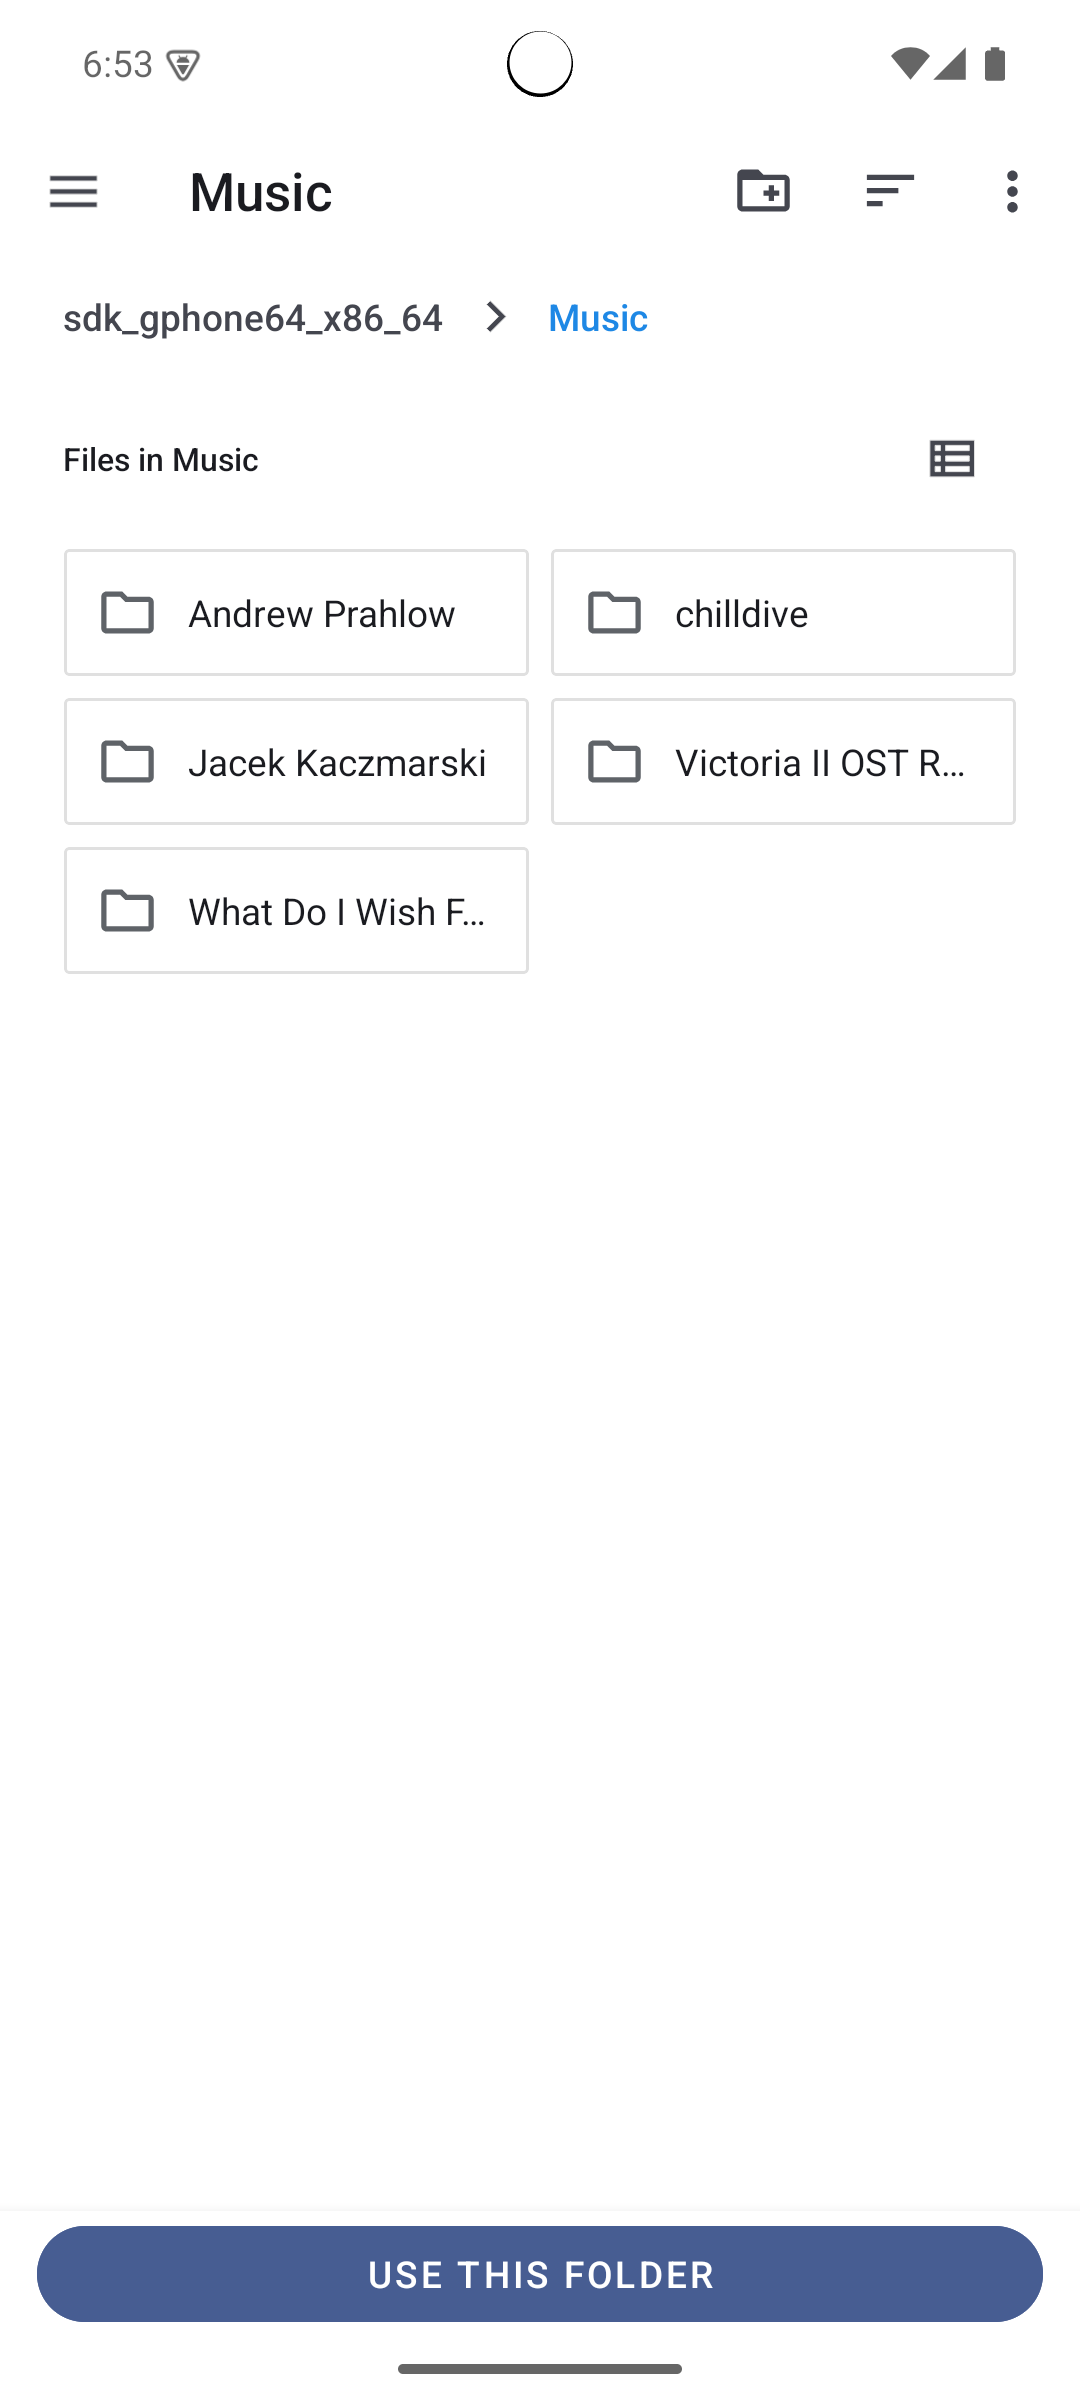 6:53
Music
sdk_gphone64_x86_64 Music
Files in Music
Andrew Prahlow
chilldive
Jacek Kaczmarski
Victoria II OST R…
What Do I Wish F…
USE THIS FOLDER